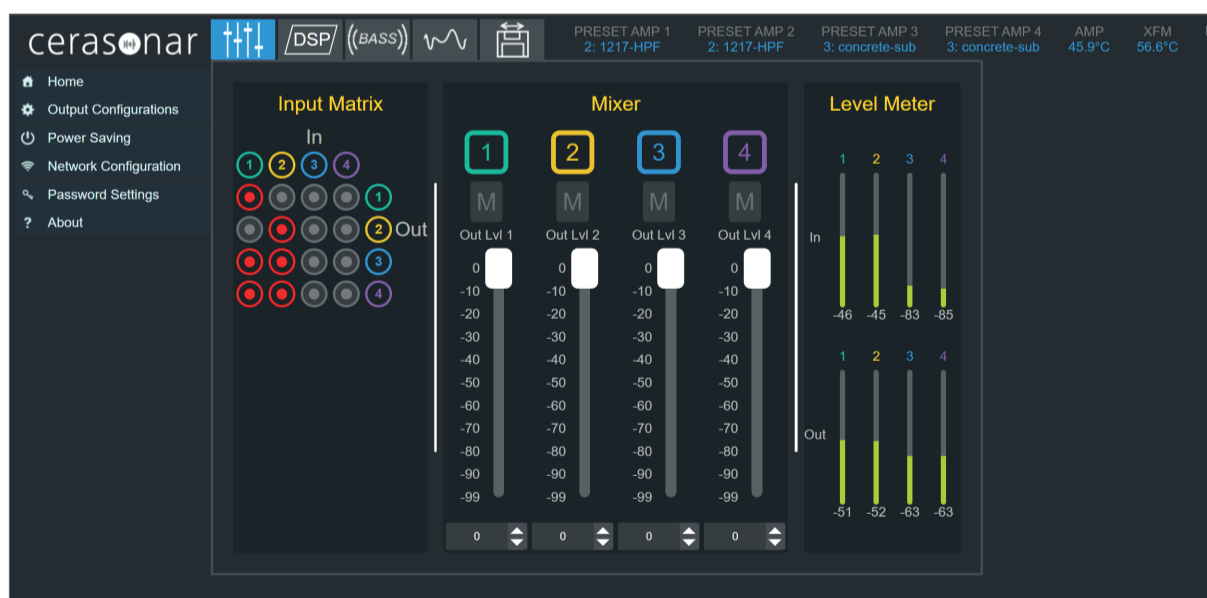 cerasonar
DSP
((BASS))
PRESET AMP 1
2: 1217-HPF
PRESET AMP 2
2: 1217-HPF
PRESET AMP 3
3: concrete-sub
PRESET AMP 4
3: concrete-sub
AMP
45.9°C
XFM
56.6°C
Home
Output Configurations
Power Saving
Network Configuration
Password Settings
? About
Input Matrix
In
1 2 3 4
1
2 Out
3
4
Mixer
1 2 3 4
M M M M
Out Lvl 1 Out Lvl 2 Out Lvl 3 Out Lvl 4
0 0 0 0
-10 -10 -10 -10
-20 -20 -20 -20
-30 -30 -30 -30
-40 -40 -40 -40
-50 -50 -50 -50
-60 -60 -60 -60
-70 -70 -70 -70
-80 -80 -80 -80
-90 -90 -90 -90
-99 -99 -99 -99
0 0 0 0
Level Meter
1 2 3 4
In
-46 -45 -83 -85
1 2 3 4
Out
-51 -52 -63 -63